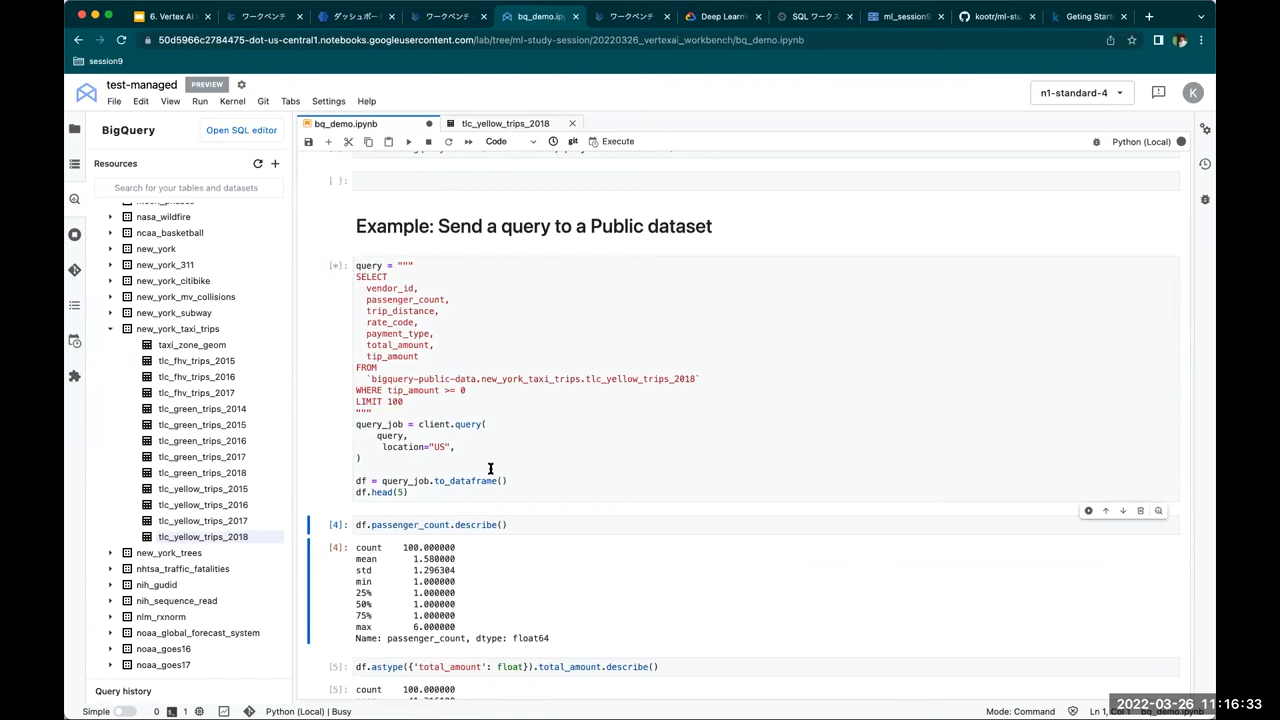 6. Vertex AI ワ
ワークベンチ
ダッシュボー
ワークベンチ
bq_demo.ip
ワークベンチ
Deep Learni
SQL ワークス
ml_session9
kootr/ml-stu
Geting Start
50d5966c2784475-dot-us-central1.notebooks.googleusercontent.com/lab/tree/ml-study-session/20220326_vertexai_workbench/bq_demo.ipynb
session9
test-managed PREVIEW
File Edit View Run Kernel Git Tabs Settings Help
n1-standard-4
K
BigQuery
Open SQL editor
Resources
Search for your tables and datasets
nasa_wildfire
ncaa_basketball
new_york
new_york_311
new_york_citibike
new_york_mv_collisions
new_york_subway
new_york_taxi_trips
taxi_zone_geom
tlc_fhv_trips_2015
tlc_fhv_trips_2016
tlc_fhv_trips_2017
tlc_green_trips_2014
tlc_green_trips_2015
tlc_green_trips_2016
tlc_green_trips_2017
tlc_green_trips_2018
tlc_yellow_trips_2015
tlc_yellow_trips_2016
tlc_yellow_trips_2017
tlc_yellow_trips_2018
new_york_trees
nhtsa_traffic_fatalities
nih_gudid
nih_sequence_read
nlm_rxnorm
noaa_global_forecast_system
noaa_goes16
noaa_goes17
Query history
bq_demo.ipynb
tlc_yellow_trips_2018
Code
git
Execute
Python (Local)
[ ]:
Example: Send a query to a Public dataset
[*]: query = """
SELECT
vendor_id,
passenger_count,
trip_distance,
rate_code,
payment_type,
total_amount,
tip_amount
FROM
`bigquery-public-data.new_york_taxi_trips.tlc_yellow_trips_2018`
WHERE tip_amount >= 0
LIMIT 100
"""
query_job = client.query(
query,
location="US",
)
df = query_job.to_dataframe()
df.head(5)
[4]: df.passenger_count.describe()
[4]: count 100.000000
mean 1.580000
std 1.296304
min 1.000000
25% 1.000000
50% 1.000000
75% 1.000000
max 6.000000
Name: passenger_count, dtype: float64
[5]: df.astype({'total_amount': float}).total_amount.describe()
[5]: count 100.000000
Simple 0 1 Python (Local) | Busy
Mode: Command
Ln 1,
2022-03-26 11:16:33